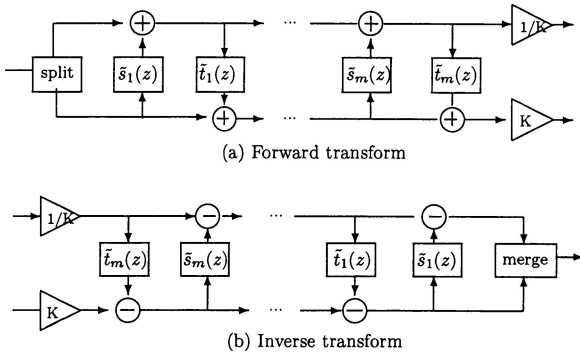 + ... + 1/K
split s̃₁(z) t̃₁(z) s̃ₘ(z) t̃ₘ(z)
+ ... + K
(a) Forward transform
1/K − ... −
t̃ₘ(z) s̃ₘ(z) t̃₁(z) s̃₁(z) merge
K − ... −
(b) Inverse transform